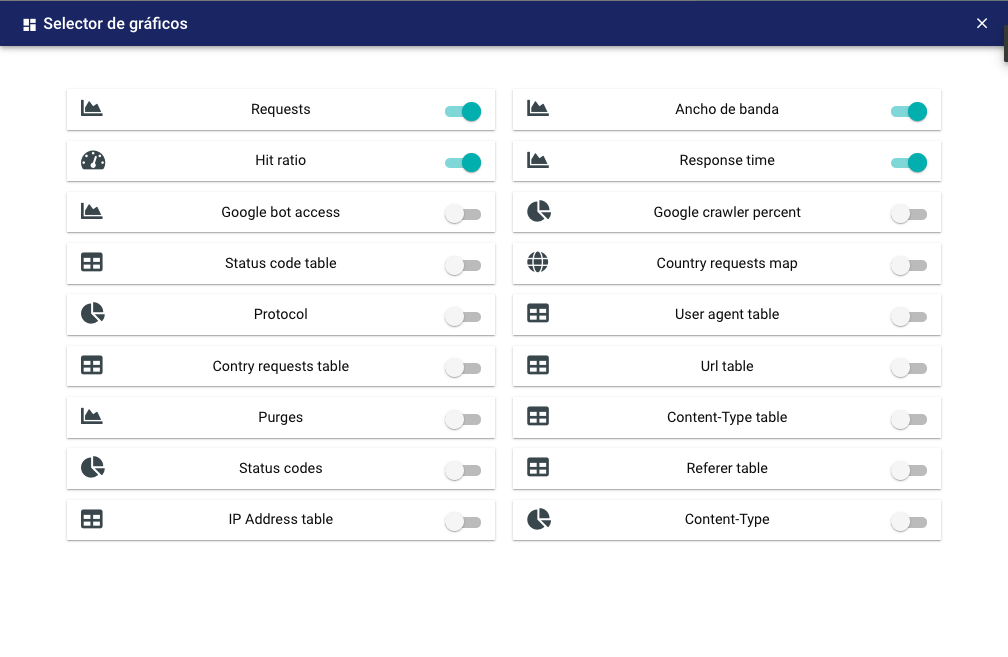 Selector de gráficos
Requests
Ancho de banda
Hit ratio
Response time
Google bot access
Google crawler percent
Status code table
Country requests map
Protocol
User agent table
Contry requests table
Url table
Purges
Content-Type table
Status codes
Referer table
IP Address table
Content-Type